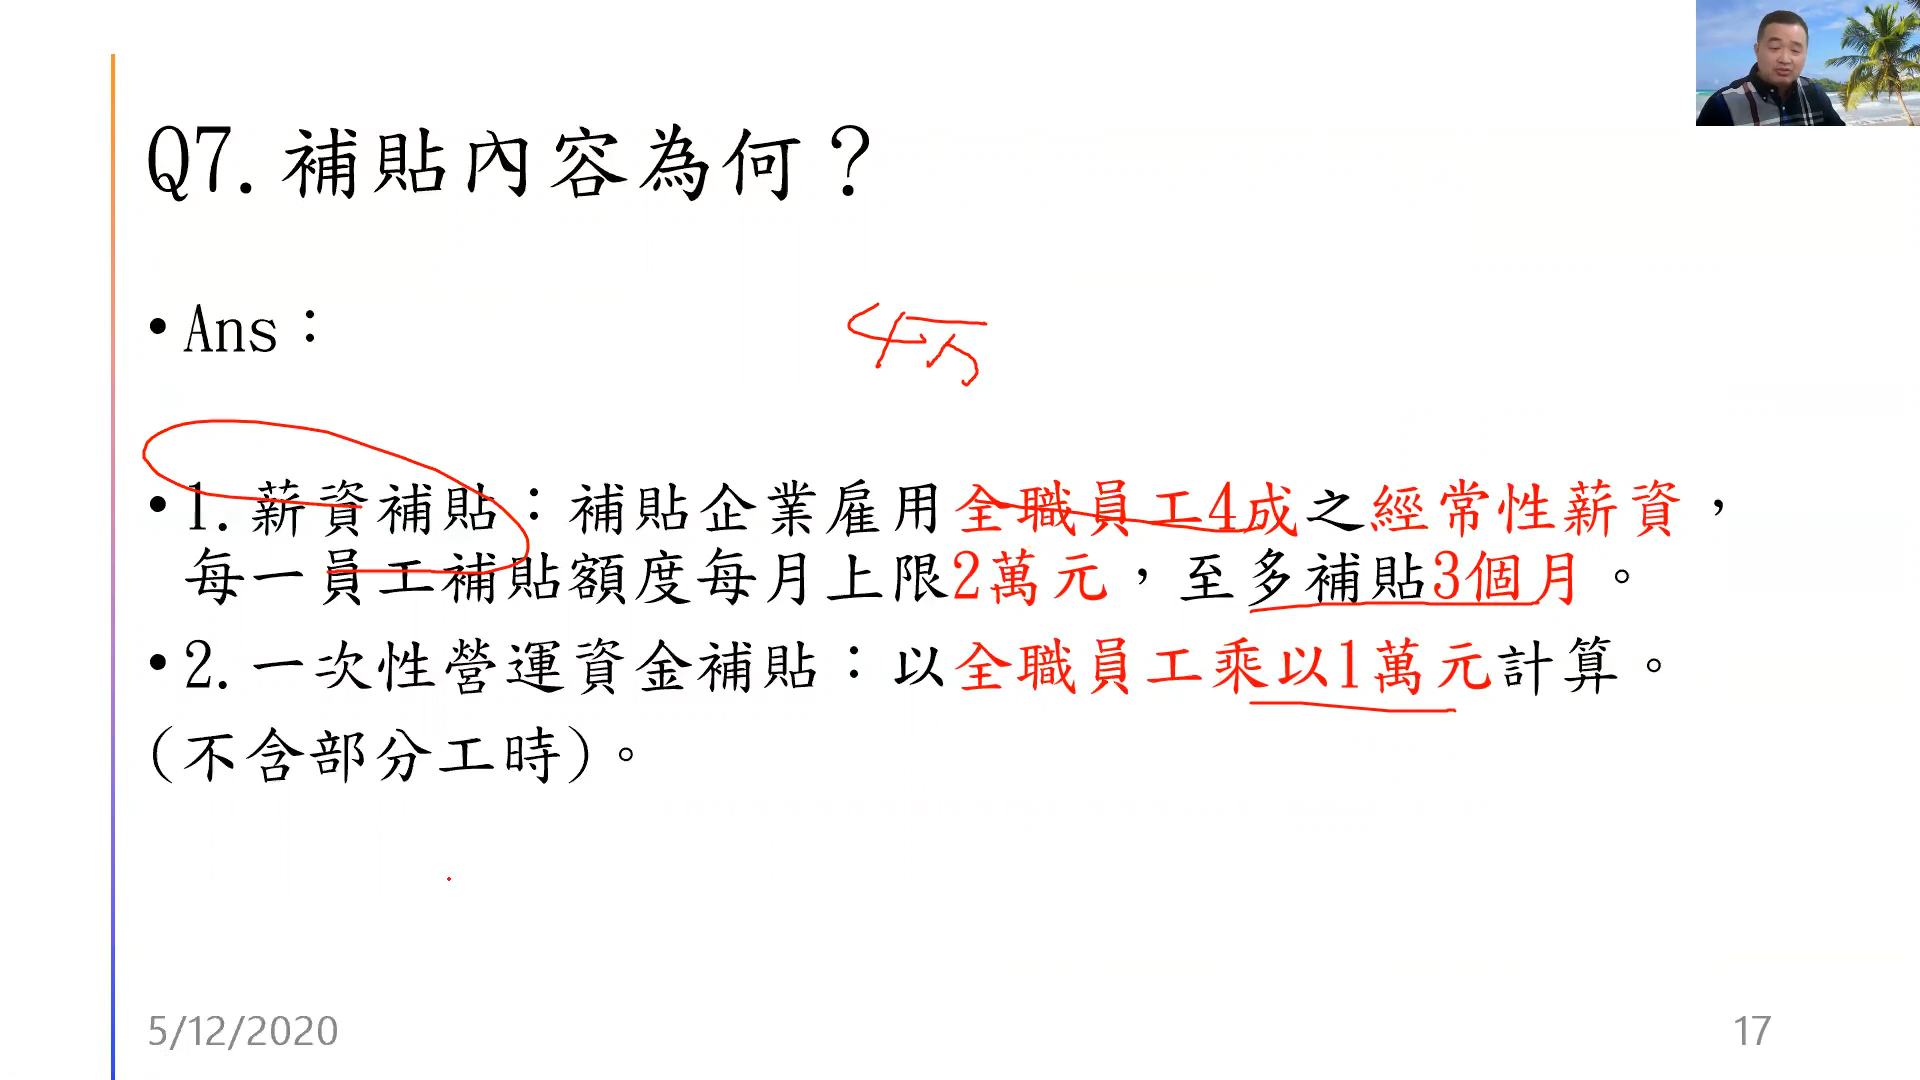 Q7.補貼內容為何？
•Ans：
4万
•1.薪資補貼：補貼企業雇用全職員工4成之經常性薪資，
每一員工補貼額度每月上限2萬元，至多補貼3個月。
•2.一次性營運資金補貼：以全職員工乘以1萬元計算。
(不含部分工時)。
5/12/2020
17